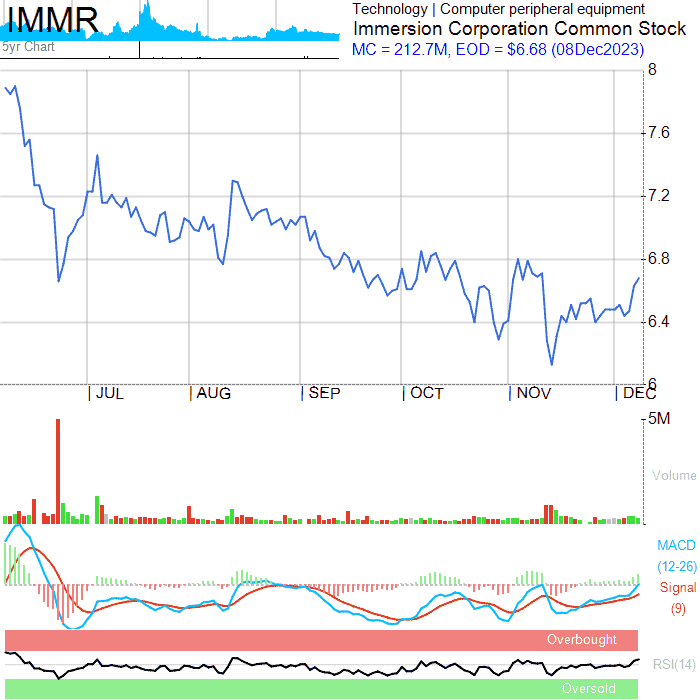 IMMR
5yr Chart
Technology | Computer peripheral equipment
Immersion Corporation Common Stock
MC = 212.7M, EOD = $6.68 (08Dec2023)
8
7.6
7.2
6.8
6.4
6
JUL
AUG
SEP
OCT
NOV
DEC
5M
Volume
MACD
(12-26)
Signal
(9)
Overbought
RSI(14)
Oversold